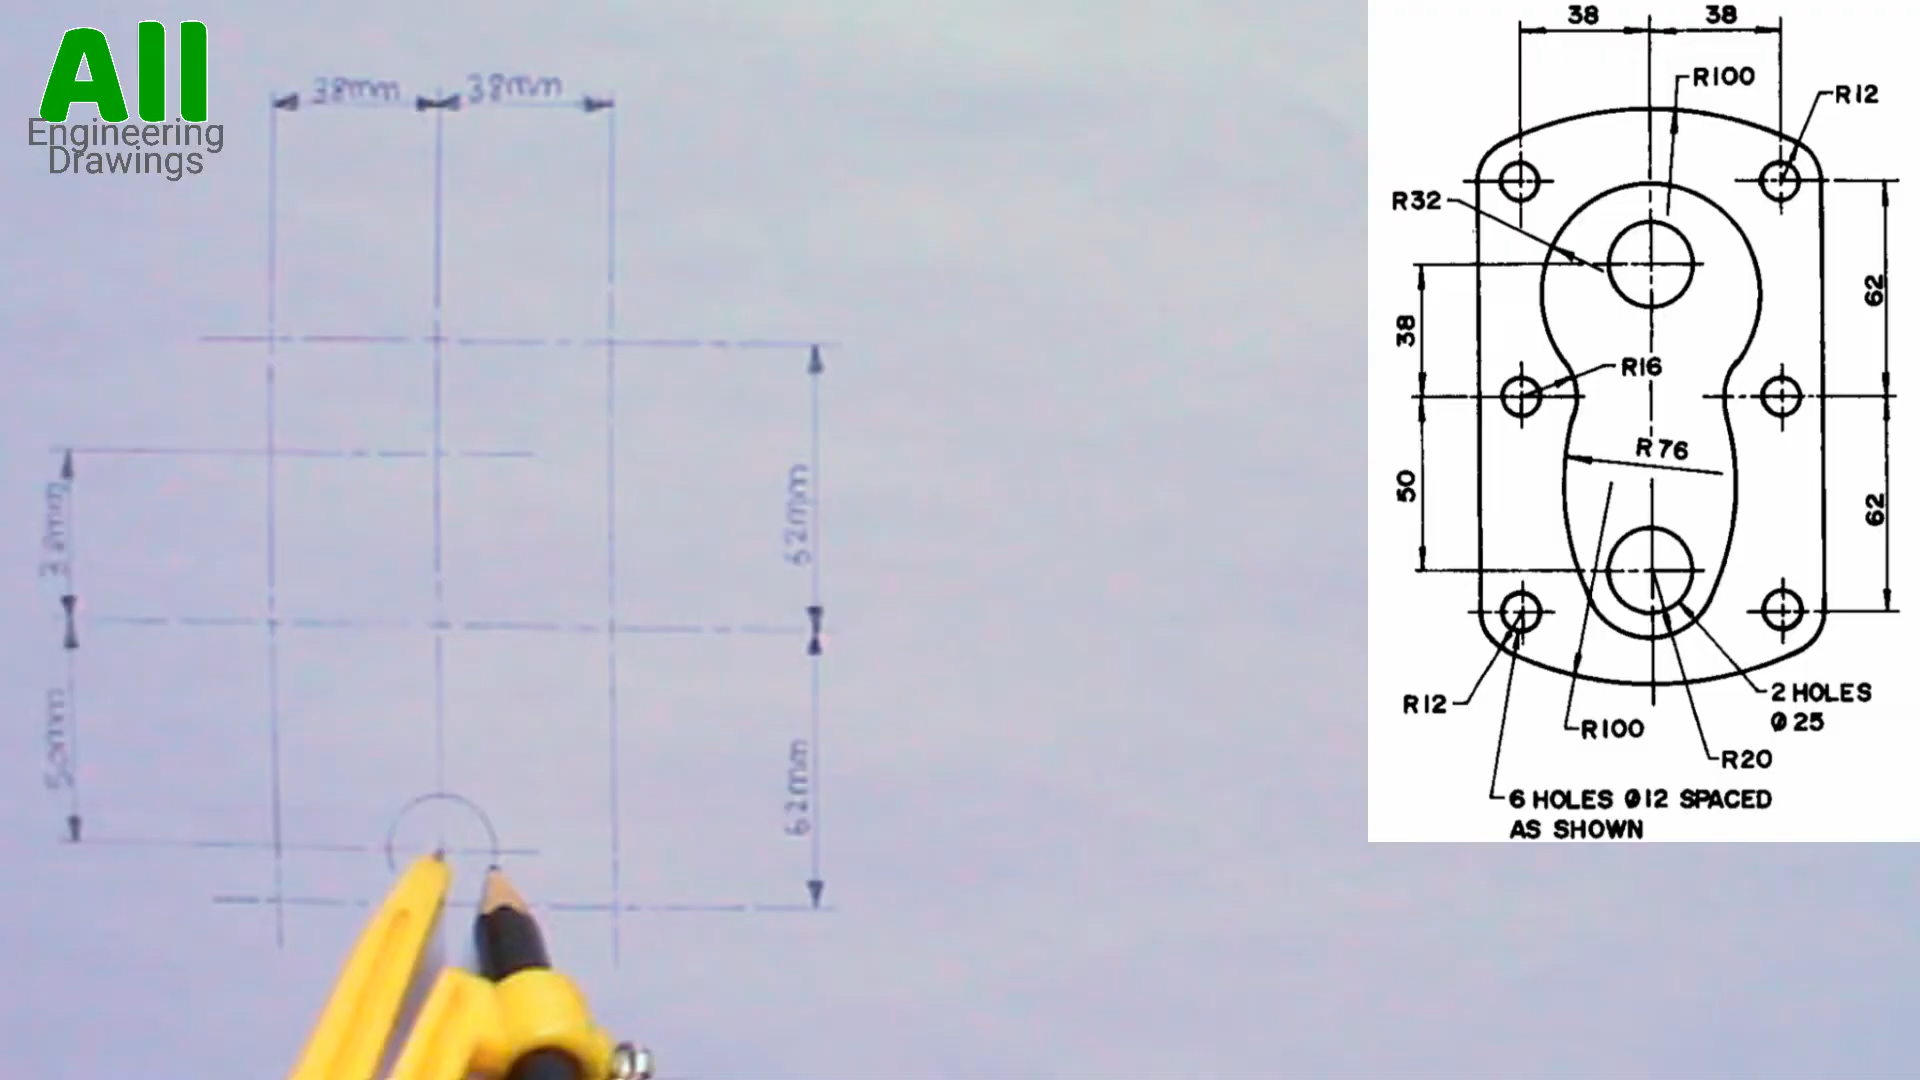 All
Engineering
Drawings
38mm 38mm
38mm
62mm
50mm
62mm
38 38
R100
R12
R32
62
38
R16
R76
50
62
R12
2 HOLES
Ø25
R100
R20
6 HOLES Ø12 SPACED
AS SHOWN